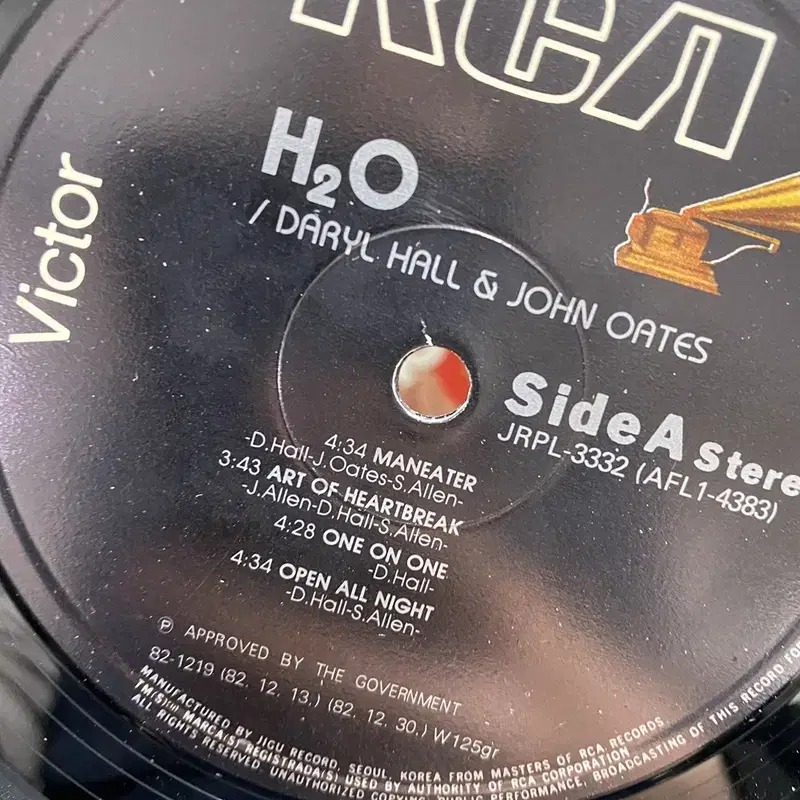 RCA
Victor
H2O
/ DARYL HALL & JOHN OATES
Side A Stereo
JRPL-3332 (AFL1-4383)
4:34 MANEATER
-D.Hall-J.Oates-S.Allen-
3:43 ART OF HEARTBREAK
-J.Allen-D.Hall-S.Allen-
4:28 ONE ON ONE
-D.Hall-
4:34 OPEN ALL NIGHT
-D.Hall-S.Allen-
Ⓟ APPROVED BY THE GOVERNMENT
82-1219 (82. 12. 13.) (82. 12. 30.) W125gr
MANUFACTURED BY JIGU RECORD, SEOUL, KOREA FROM MASTERS OF RCA RECORDS
TM(S) MARCA(S) REGISTRADA(S) USED BY AUTHORITY OF RCA CORPORATION
ALL RIGHTS RESERVED, UNAUTHORIZED COPYING, PUBLIC PERFORMANCE, BROADCASTING OF THIS RECORD FOR